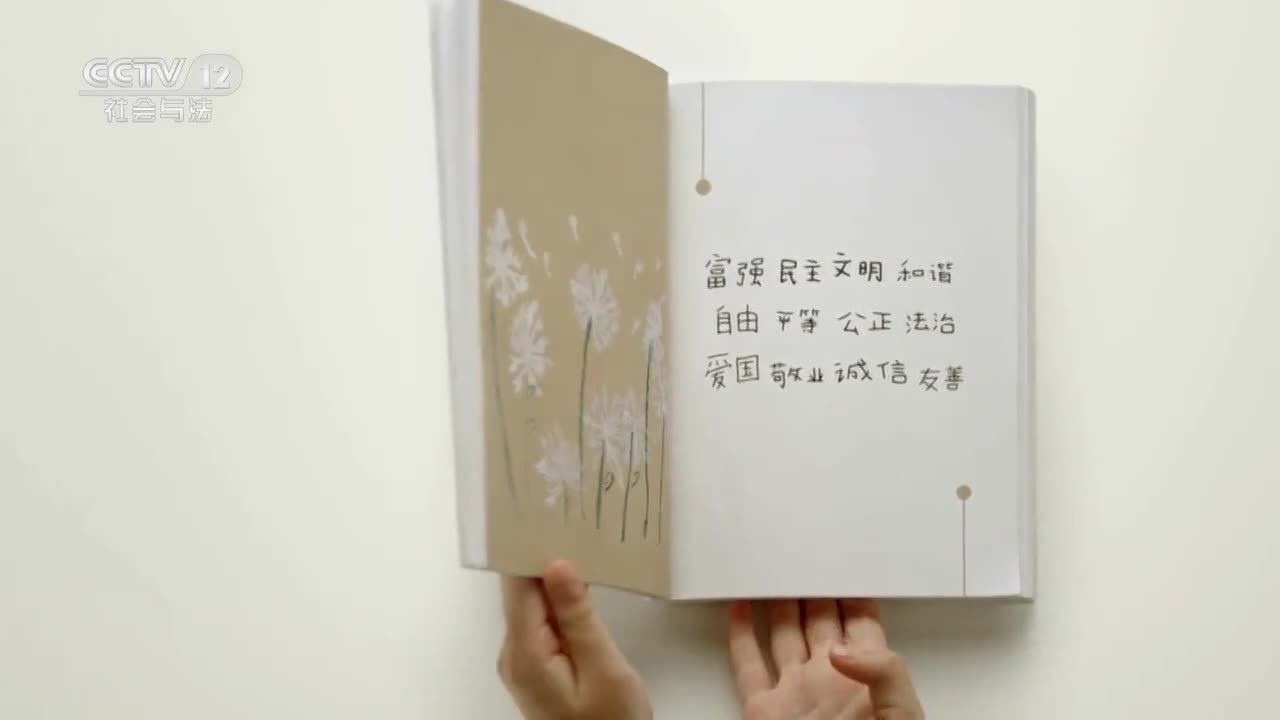 CCTV 12
社会与法
富强 民主 文明 和谐
自由 平等 公正 法治
爱国 敬业 诚信 友善